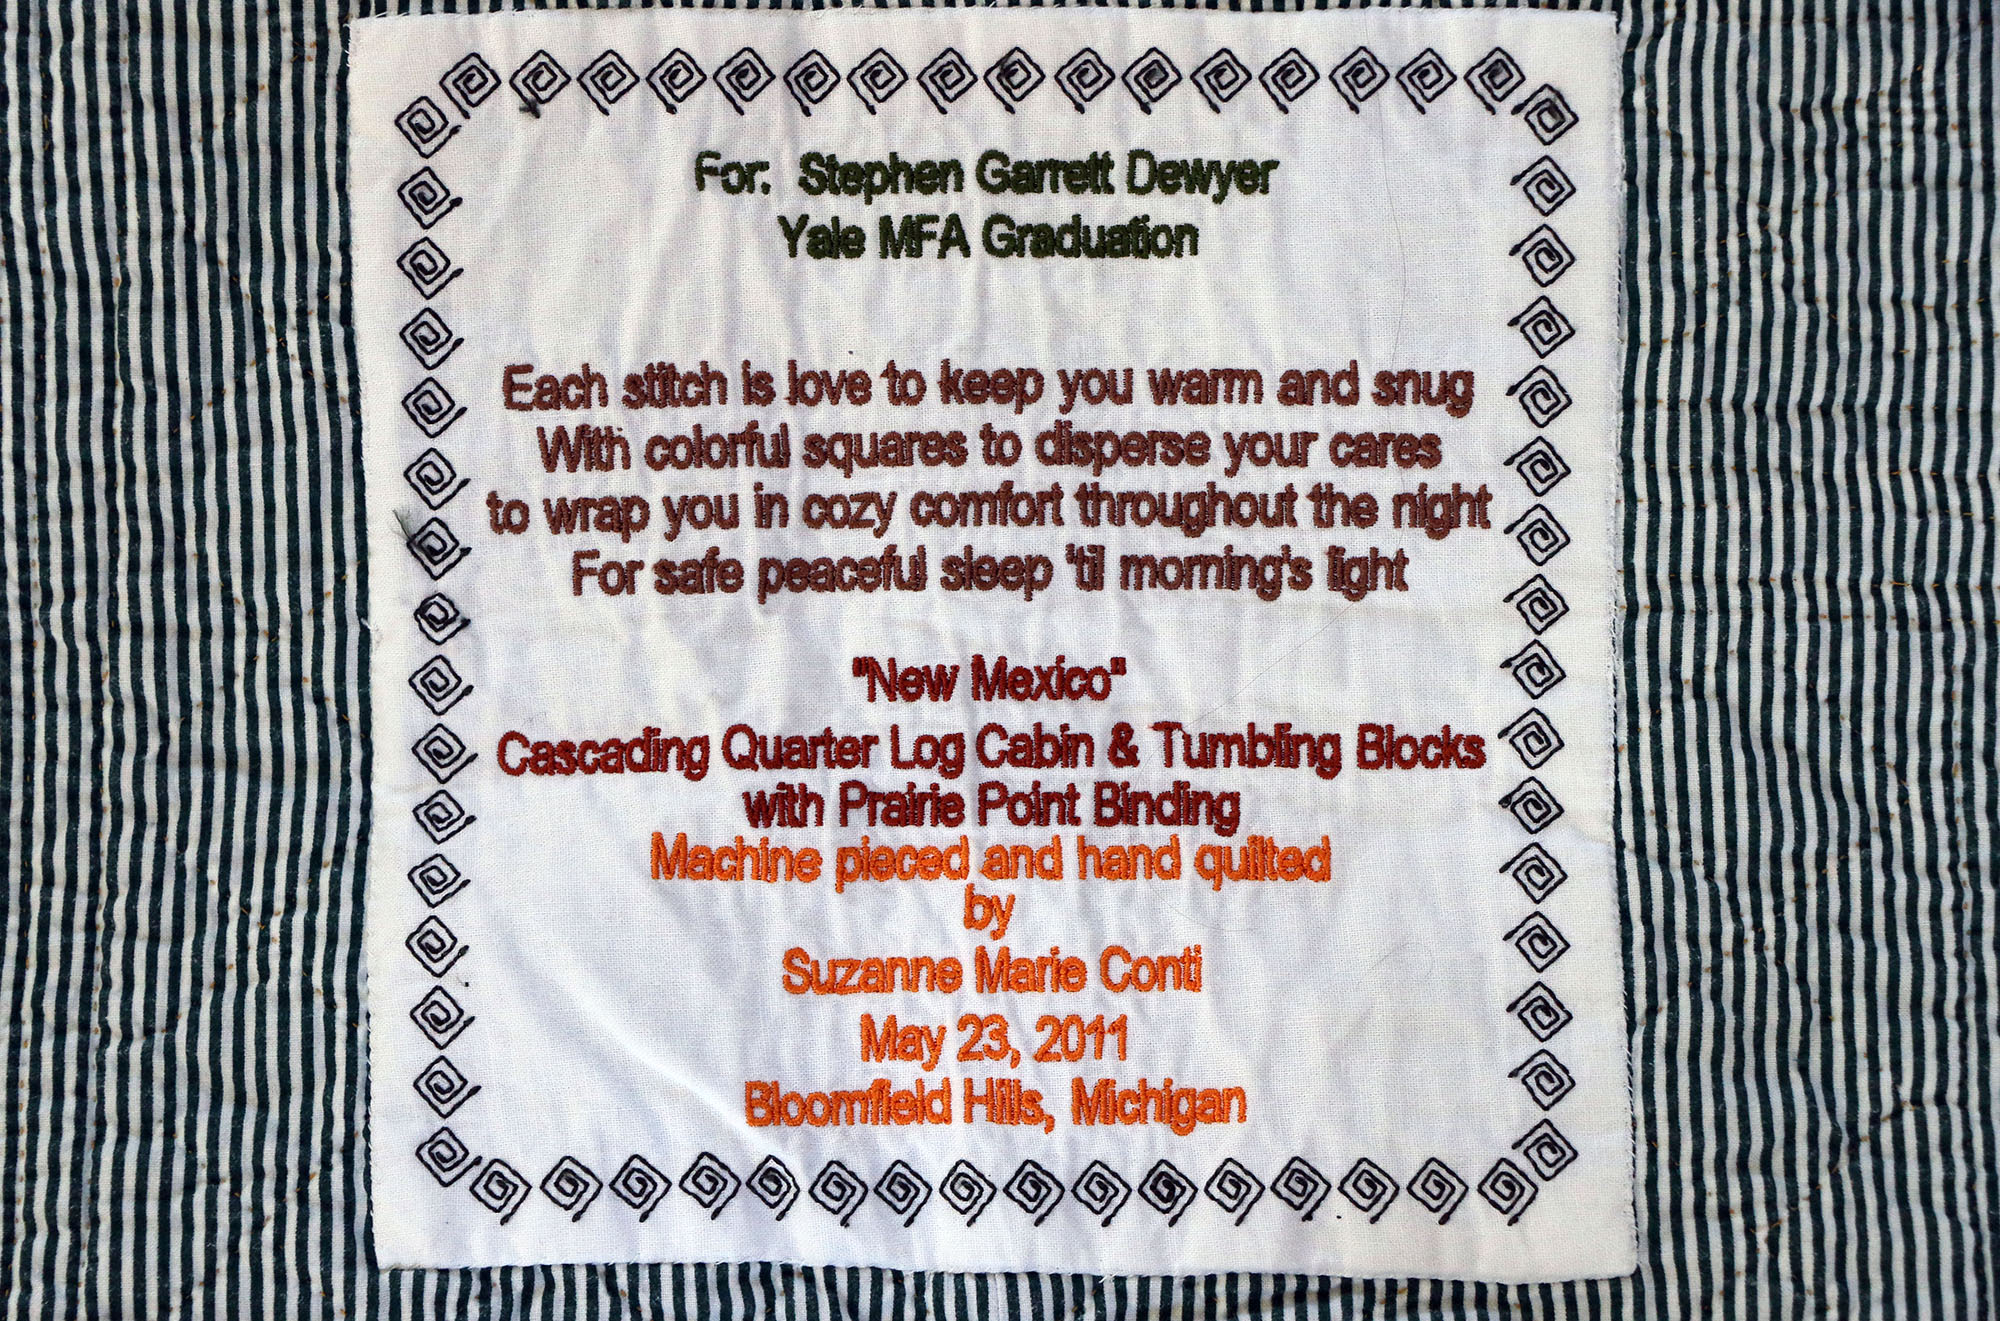 For: Stephen Garrett Dewyer
Yale MFA Graduation
Each stitch is love to keep you warm and snug
With colorful squares to disperse your cares
to wrap you in cozy comfort throughout the night
For safe peaceful sleep 'til morning's light
"New Mexico"
Cascading Quarter Log Cabin & Tumbling Blocks
with Prairie Point Binding
Machine pieced and hand quilted
by
Suzanne Marie Conti
May 23, 2011
Bloomfield Hills, Michigan